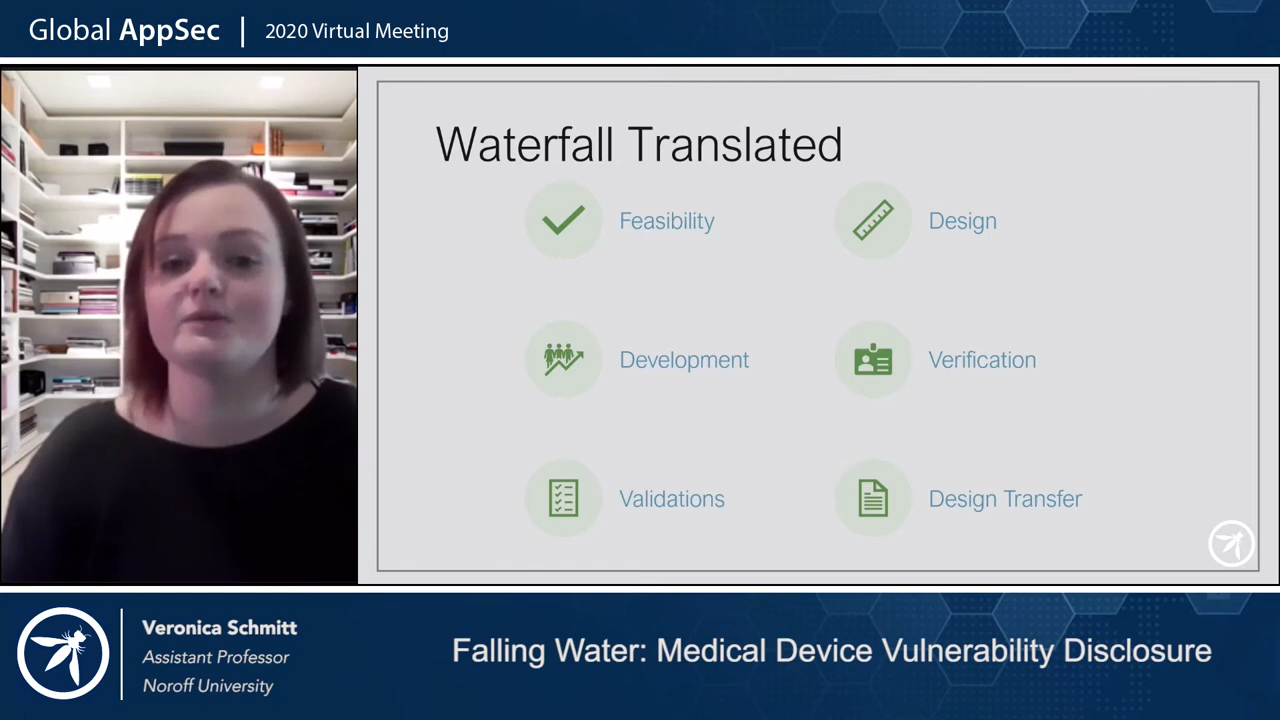 Global AppSec | 2020 Virtual Meeting
Waterfall Translated
Feasibility
Design
Development
Verification
Validations
Design Transfer
Veronica Schmitt
Assistant Professor
Noroff University
Falling Water: Medical Device Vulnerability Disclosure